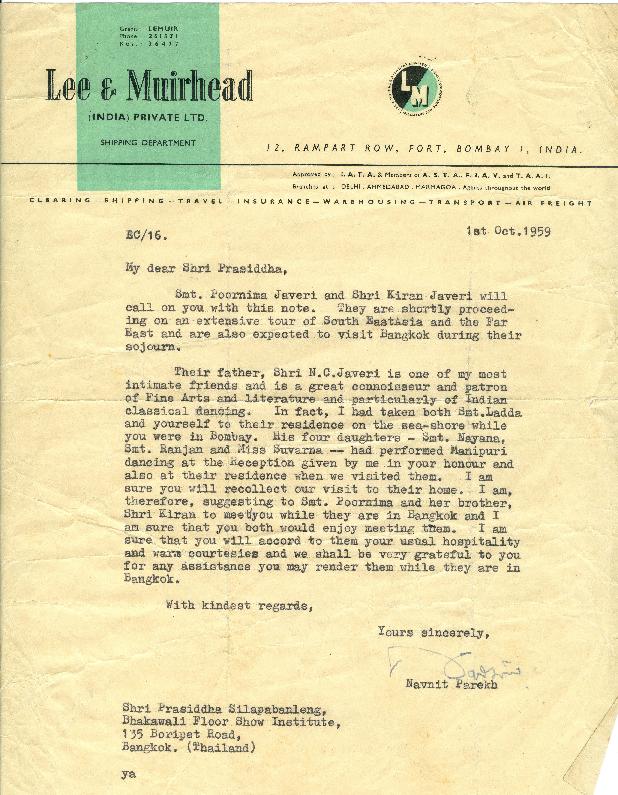 Grams: LEMUIR
Phone 251521
Lee & Muirhead
(INDIA) PRIVATE LTD.
SHIPPING DEPARTMENT
LM
12, RAMPART ROW, FORT, BOMBAY 1, INDIA.
Approved by: I. A. T. A. & Members of A. S. T. A., F. I. A. V. and T. A. A. I.
Branches at: DELHI. AHMEDABAD. MARMAGOA. Agents throughout the world
CLEARING - SHIPPING - TRAVEL - INSURANCE - WAREHOUSING - TRANSPORT - AIR FREIGHT
EC/16.
1st Oct.1959
My dear Shri Prasiddha,
Smt. Poornima Javeri and Shri Kiran Javeri will
call on you with this note. They are shortly proceed-
ing on an extensive tour of South EastAsia and the Far
East and are also expected to visit Bangkok during their
sojourn.
Their father, Shri N.C.Javeri is one of my most
intimate friends and is a great connoisseur and patron
of Fine Arts and literature and particularly of Indian
classical dancing. In fact, I had taken both Smt.Ladda
and yourself to their residence on the sea-shore while
you were in Bombay. His four daughters - Smt. Nayana,
Smt. Ranjan and Miss Suvarna -- had performed Manipuri
dancing at the Reception given by me in your honour and
also at their residence when we visited them. I am
sure you will recollect our visit to their home. I am,
therefore, suggesting to Smt. Poornima and her brother,
Shri Kiran to meetyou while they are in Bangkok and I
am sure that you both would enjoy meeting them. I am
sure that you will accord to them your usual hospitality
and warm courtesies and we shall be very grateful to you
for any assistance you may render them while they are in
Bangkok.
With kindest regards,
Yours sincerely,
Navnit Parekh
Shri Prasiddha Silapabanleng,
Bhakawali Floor Show Institute,
135 Boripat Road,
Bangkok. (Thailand)
ya